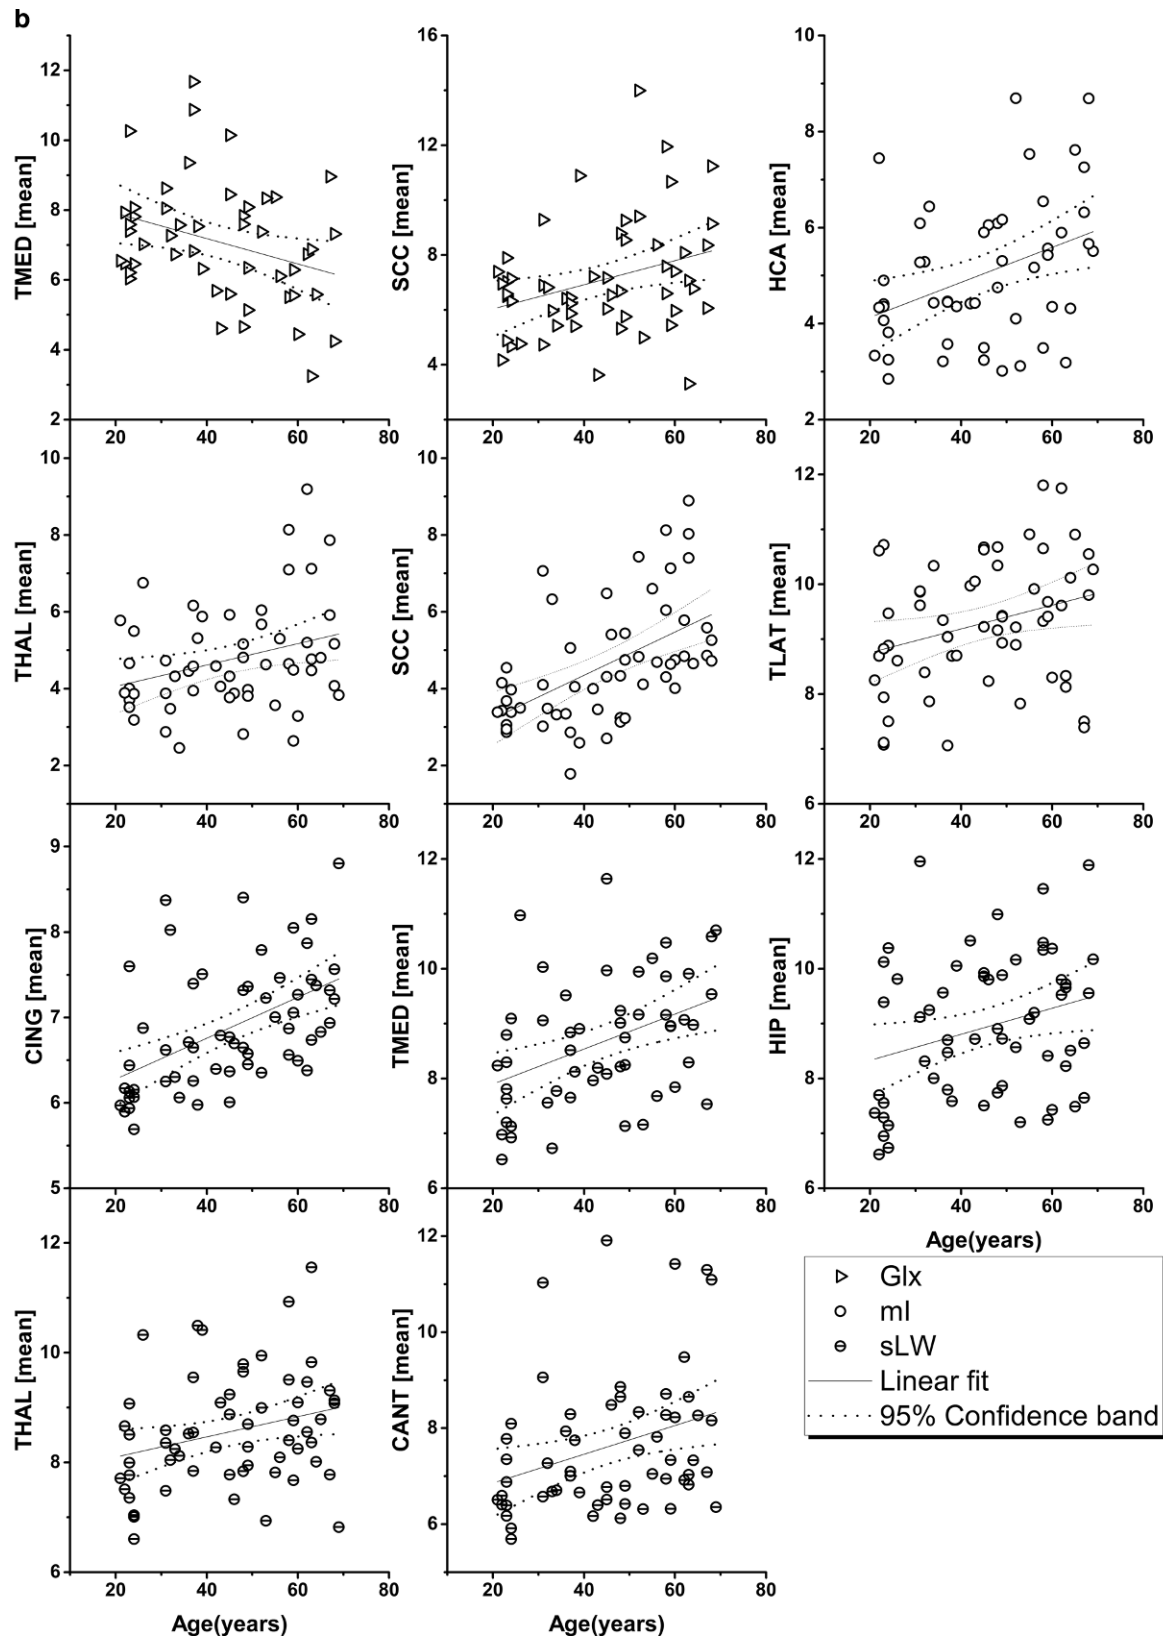 b
TMED [mean]
12
10
8
6
4
2
20 40 60 80
SCC [mean]
16
12
8
4
20 40 60 80
HCA [mean]
10
8
6
4
2
20 40 60 80
THAL [mean]
10
8
6
4
2
20 40 60 80
SCC [mean]
10
8
6
4
2
20 40 60 80
TLAT [mean]
12
10
8
6
20 40 60 80
CING [mean]
9
8
7
6
5
20 40 60 80
TMED [mean]
12
10
8
6
20 40 60 80
HIP [mean]
12
10
8
6
20 40 60 80
Age(years)
THAL [mean]
12
10
8
6
20 40 60 80
Age(years)
CANT [mean]
12
10
8
6
20 40 60 80
Age(years)
Glx
mI
sLW
Linear fit
95% Confidence band